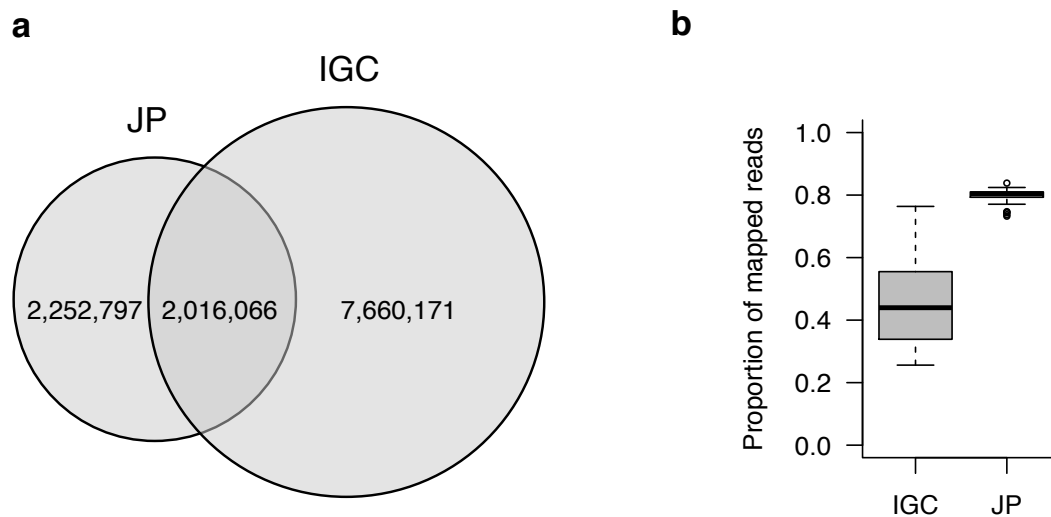 a
IGC
JP
2,252,797
2,016,066
7,660,171
b
Proportion of mapped reads
1.0
0.8
0.6
0.4
0.2
0.0
IGC
JP